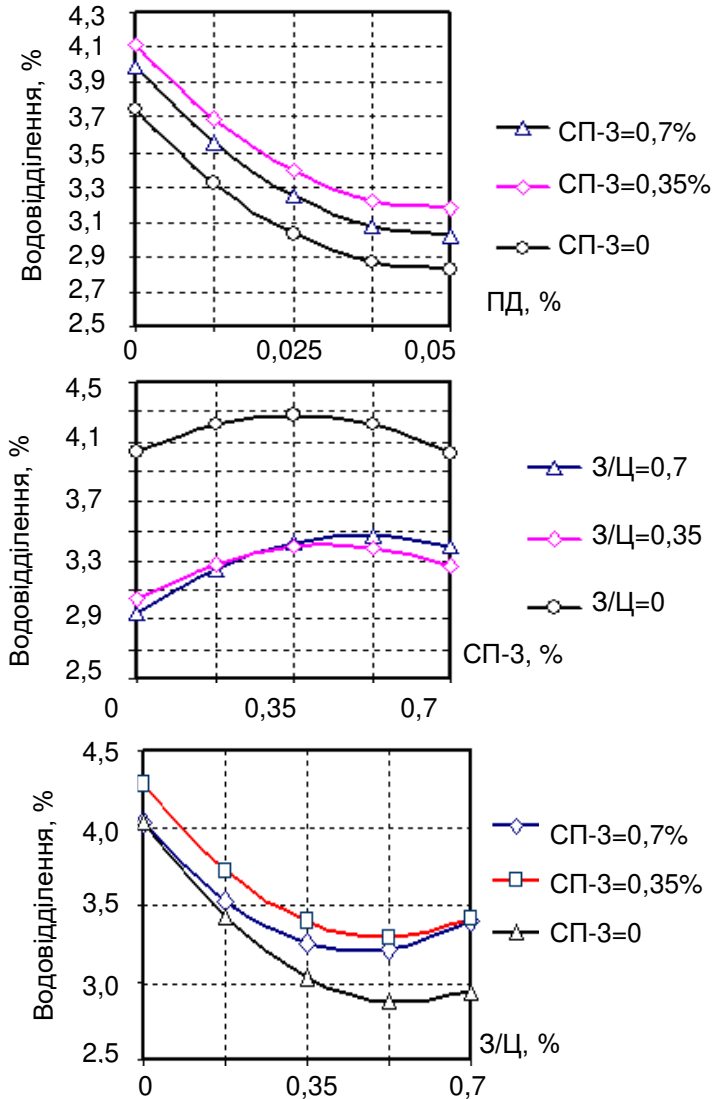 Водовідділення, %
4,3
4,1
3,9
3,7
3,5
3,3
3,1
2,9
2,7
2,5
0
0,025
0,05
ПД, %
СП-3=0,7%
СП-3=0,35%
СП-3=0
Водовідділення, %
4,5
4,1
3,7
3,3
2,9
2,5
0
0,35
0,7
СП-3, %
З/Ц=0,7
З/Ц=0,35
З/Ц=0
Водовідділення, %
4,5
4,0
3,5
3,0
2,5
0
0,35
0,7
З/Ц, %
СП-3=0,7%
СП-3=0,35%
СП-3=0